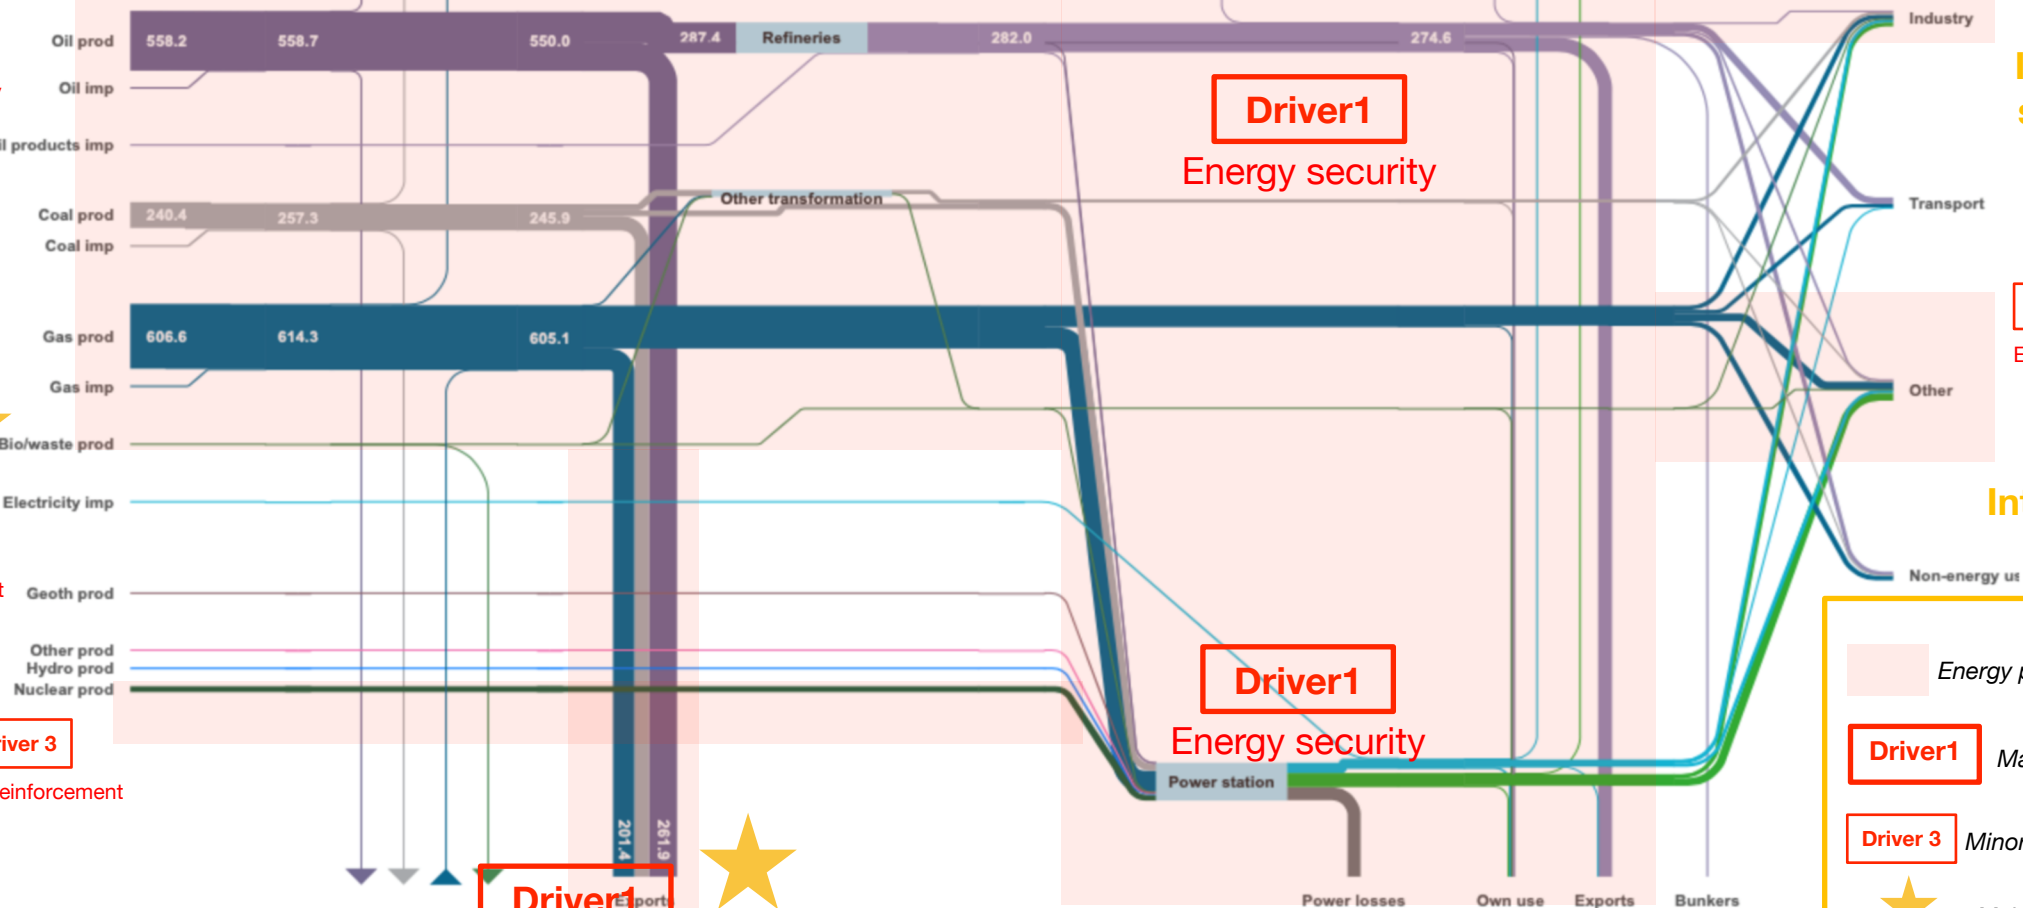 Oil prod 558.2 558.7 550.0 287.4 Refineries 282.0 274.6 Industry
Oil imp
Driver1
Energy security
il products imp
Other transformation
Transport
Coal prod 240.4 257.3 245.9
Coal imp
Gas prod 606.6 614.3 605.1
Gas imp
Other
Bio/waste prod
Electricity imp
Non-energy us
Geoth prod
Other prod
Hydro prod
Nuclear prod
Driver1
Energy security
Power station
Energy p
river 3
einforcement
Driver1 Ma
Driver 3 Minor
201.4 261.9
Driver1
Exports
Power losses Own use Exports Bunkers